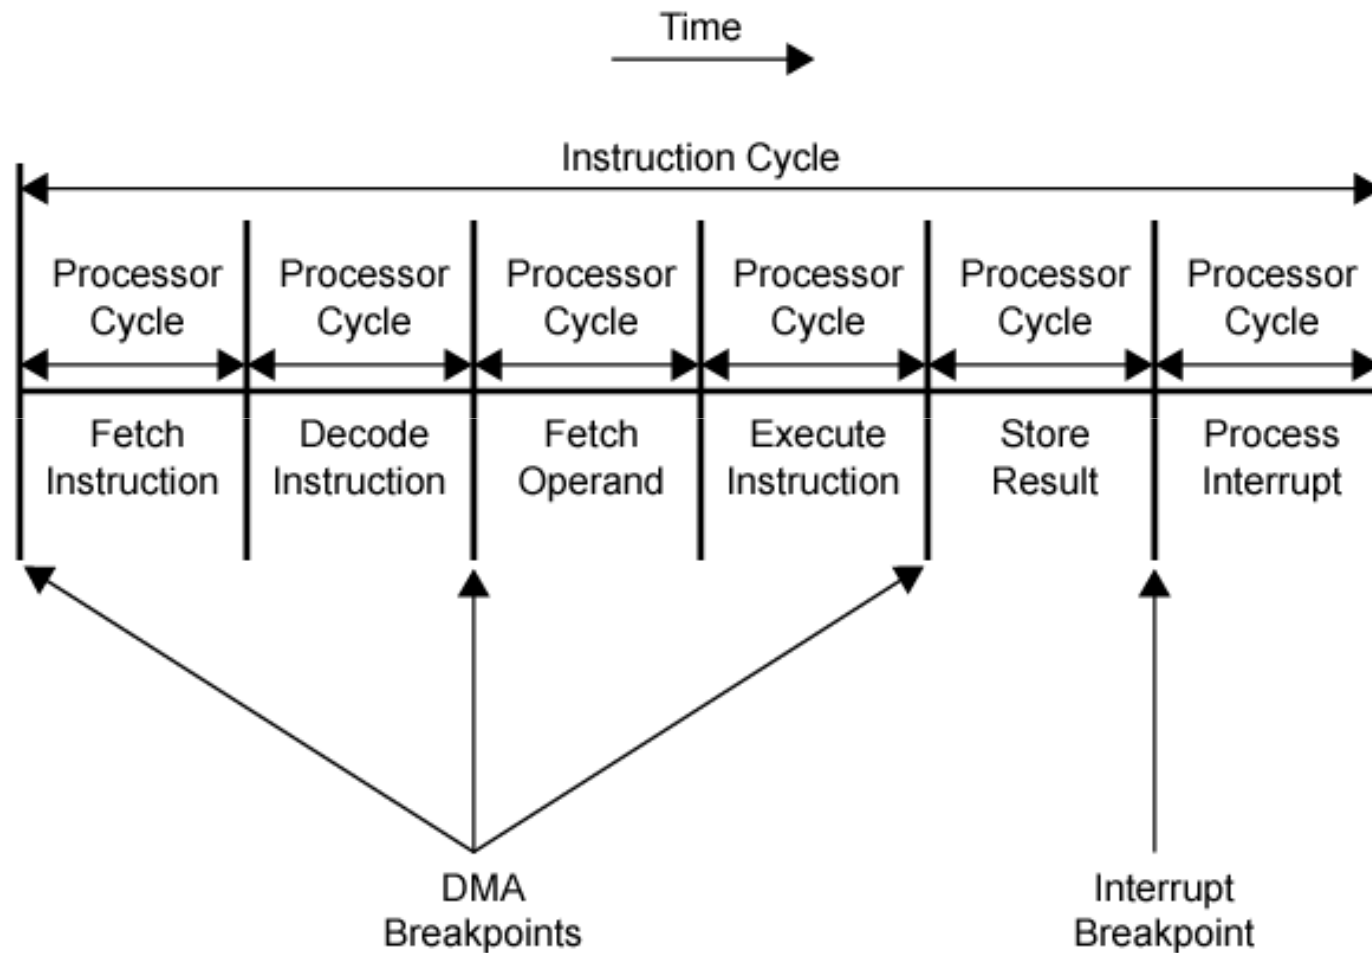 Time
Instruction Cycle
Processor Processor Processor Processor Processor Processor
Cycle Cycle Cycle Cycle Cycle Cycle
Fetch Decode Fetch Execute Store Process
Instruction Instruction Operand Instruction Result Interrupt
DMA Interrupt
Breakpoints Breakpoint